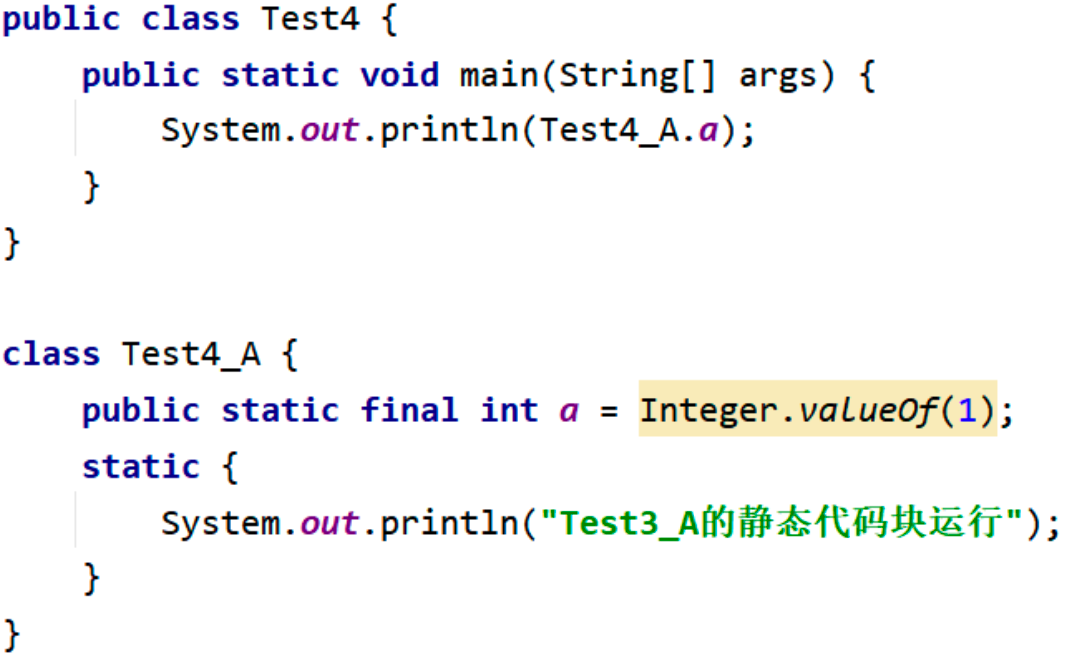 public class Test4 {
    public static void main(String[] args) {
        System.out.println(Test4_A.a);
    }
}
class Test4_A {
    public static final int a = Integer.valueOf(1);
    static {
        System.out.println("Test3_A的静态代码块运行");
    }
}